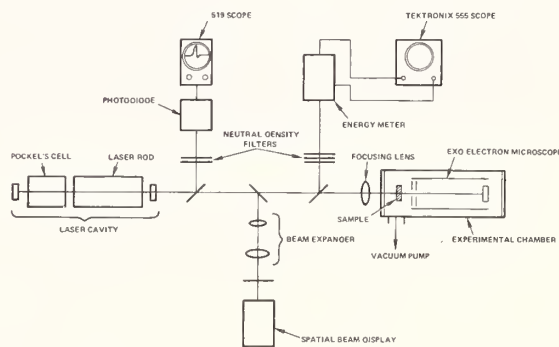 519 SCOPE
TEKTRONIX 555 SCOPE
PHOTODIODE
ENERGY METER
NEUTRAL DENSITY
FILTERS
POCKEL'S CELL
LASER ROD
FOCUSING LENS
EXO ELECTRON MICROSCOPE
LASER CAVITY
SAMPLE
BEAM EXPANDER
EXPERIMENTAL CHAMBER
VACUUM PUMP
SPATIAL BEAM DISPLAY